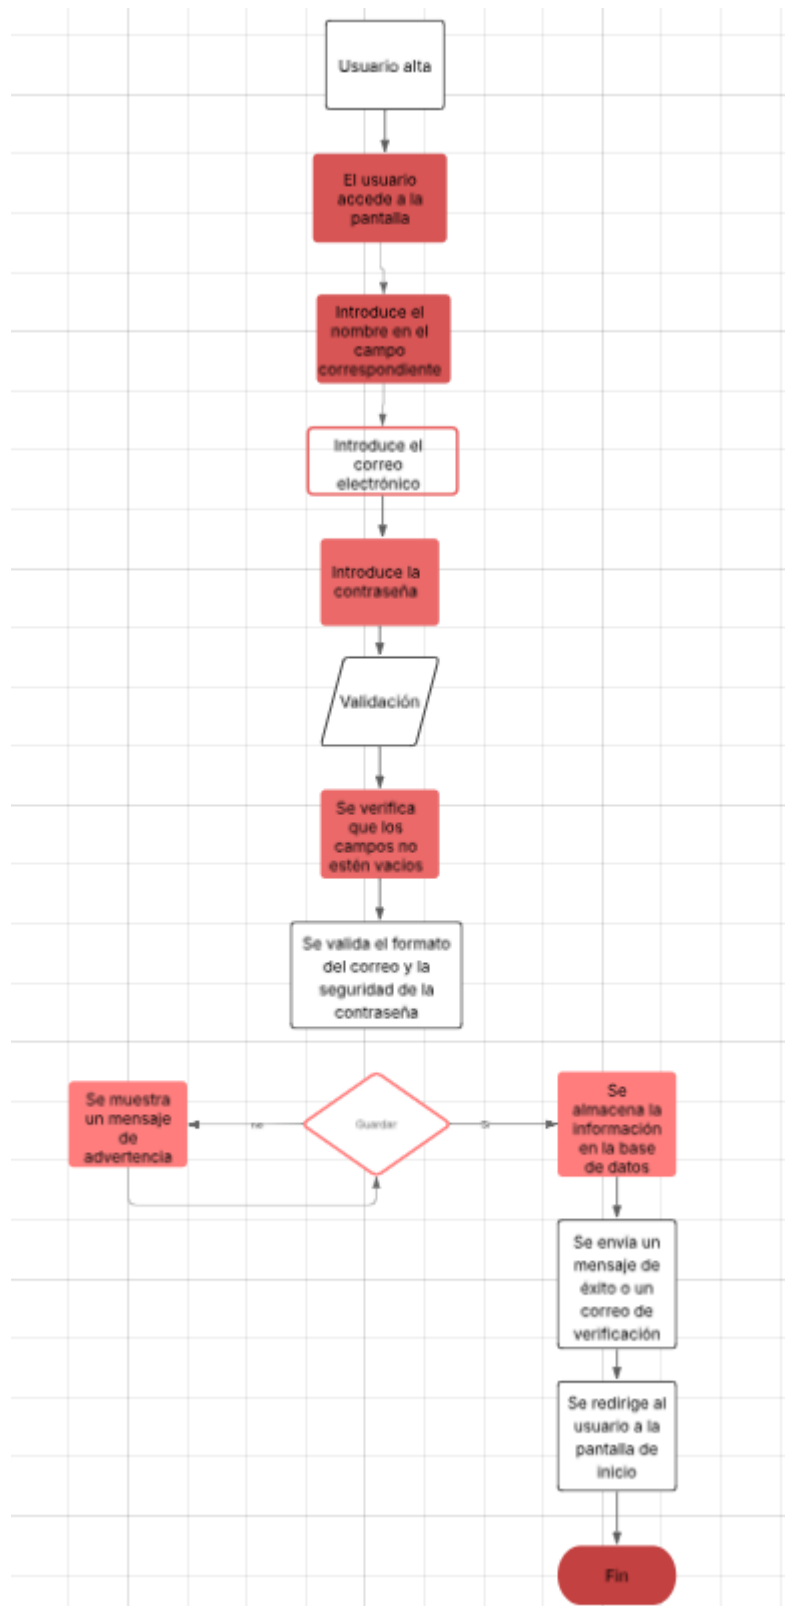 Usuario alta
El usuario
accede a la
pantalla
Introduce el
nombre en el
campo
correspondiente
Introduce el
correo
electrónico
Introduce la
contraseña
Validación
Se verifica
que los
campos no
estén vacíos
Se valida el formato
del correo y la
seguridad de la
contraseña
Se muestra
un mensaje
de
advertencia
no
Guardar
Sí
Se
almacena la
información
en la base
de datos
Se envía un
mensaje de
éxito o un
correo de
verificación
Se redirige al
usuario a la
pantalla de
inicio
Fin